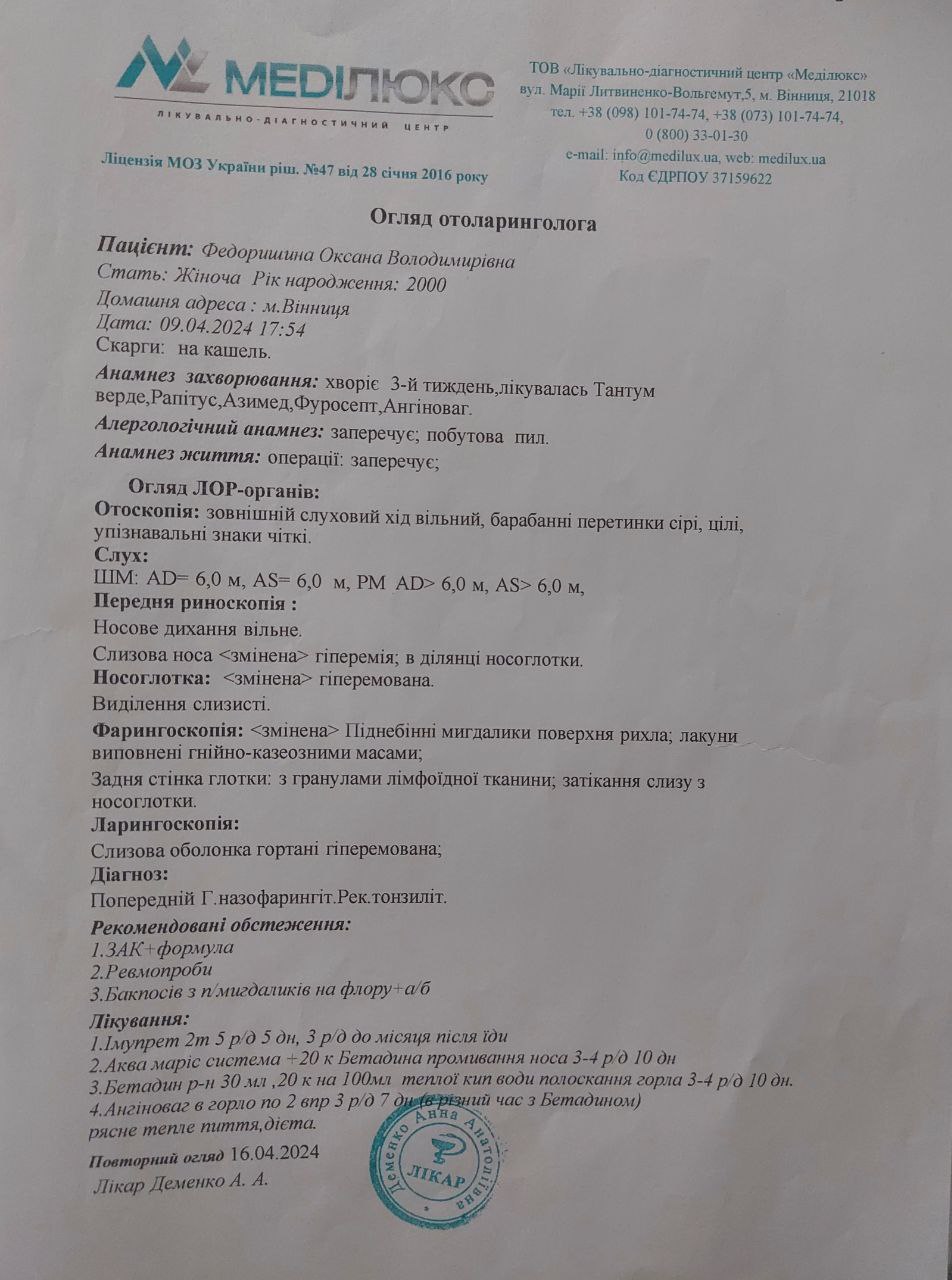 МЕДІЛЮКС
ЛІКУВАЛЬНО-ДІАГНОСТИЧНИЙ ЦЕНТР
Ліцензія МОЗ України ріш. №47 від 28 січня 2016 року
ТОВ «Лікувально-діагностичний центр «Меділюкс»
вул. Марії Литвиненко-Вольгемут,5, м. Вінниця, 21018
тел. +38 (098) 101-74-74, +38 (073) 101-74-74,
0 (800) 33-01-30
e-mail: info@medilux.ua, web: medilux.ua
Код ЄДРПОУ 37159622
Огляд отоларинголога
Пацієнт: Федоришина Оксана Володимирівна
Стать: Жіноча Рік народження: 2000
Домашня адреса : м.Вінниця
Дата: 09.04.2024 17:54
Скарги: на кашель.
Анамнез захворювання: хворіє 3-й тиждень,лікувалась Тантум
верде,Рапітус,Азимед,Фуросепт,Ангіноваг.
Алергологічний анамнез: заперечує; побутова пил.
Анамнез життя: операції: заперечує;
Огляд ЛОР-органів:
Отоскопія: зовнішній слуховий хід вільний, барабанні перетинки сірі, цілі,
упізнавальні знаки чіткі.
Слух:
ШМ: AD= 6,0 м, AS= 6,0 м, РМ AD> 6,0 м, AS> 6,0 м,
Передня риноскопія :
Носове дихання вільне.
Слизова носа <змінена> гіперемія; в ділянці носоглотки.
Носоглотка: <змінена> гіперемована.
Виділення слизисті.
Фарингоскопія: <змінена> Піднебінні мигдалики поверхня рихла; лакуни
виповнені гнійно-казеозними масами;
Задня стінка глотки: з гранулами лімфоїдної тканини; затікання слизу з
носоглотки.
Ларингоскопія:
Слизова оболонка гортані гіперемована;
Діагноз:
Попередній Г.назофарингіт.Рек.тонзиліт.
Рекомендовані обстеження:
1.ЗАК+формула
2.Ревмопроби
3.Бакпосів з п/мигдаликів на флору+а/б
Лікування:
1.Імупрет 2т 5 р/д 5 дн, 3 р/д до місяця після їди
2.Аква маріс система +20 к Бетадина промивання носа 3-4 р/д 10 дн
3.Бетадин р-н 30 мл ,20 к на 100мл теплої кип води полоскання горла 3-4 р/д 10 дн.
4.Ангіноваг в горло по 2 впр 3 р/д 7 дн (в різний час з Бетадином)
рясне тепле пиття,дієта.
Повторний огляд 16.04.2024
Лікар Деменко А. А.
Деменко Анна Анатоліївна
ЛІКАР